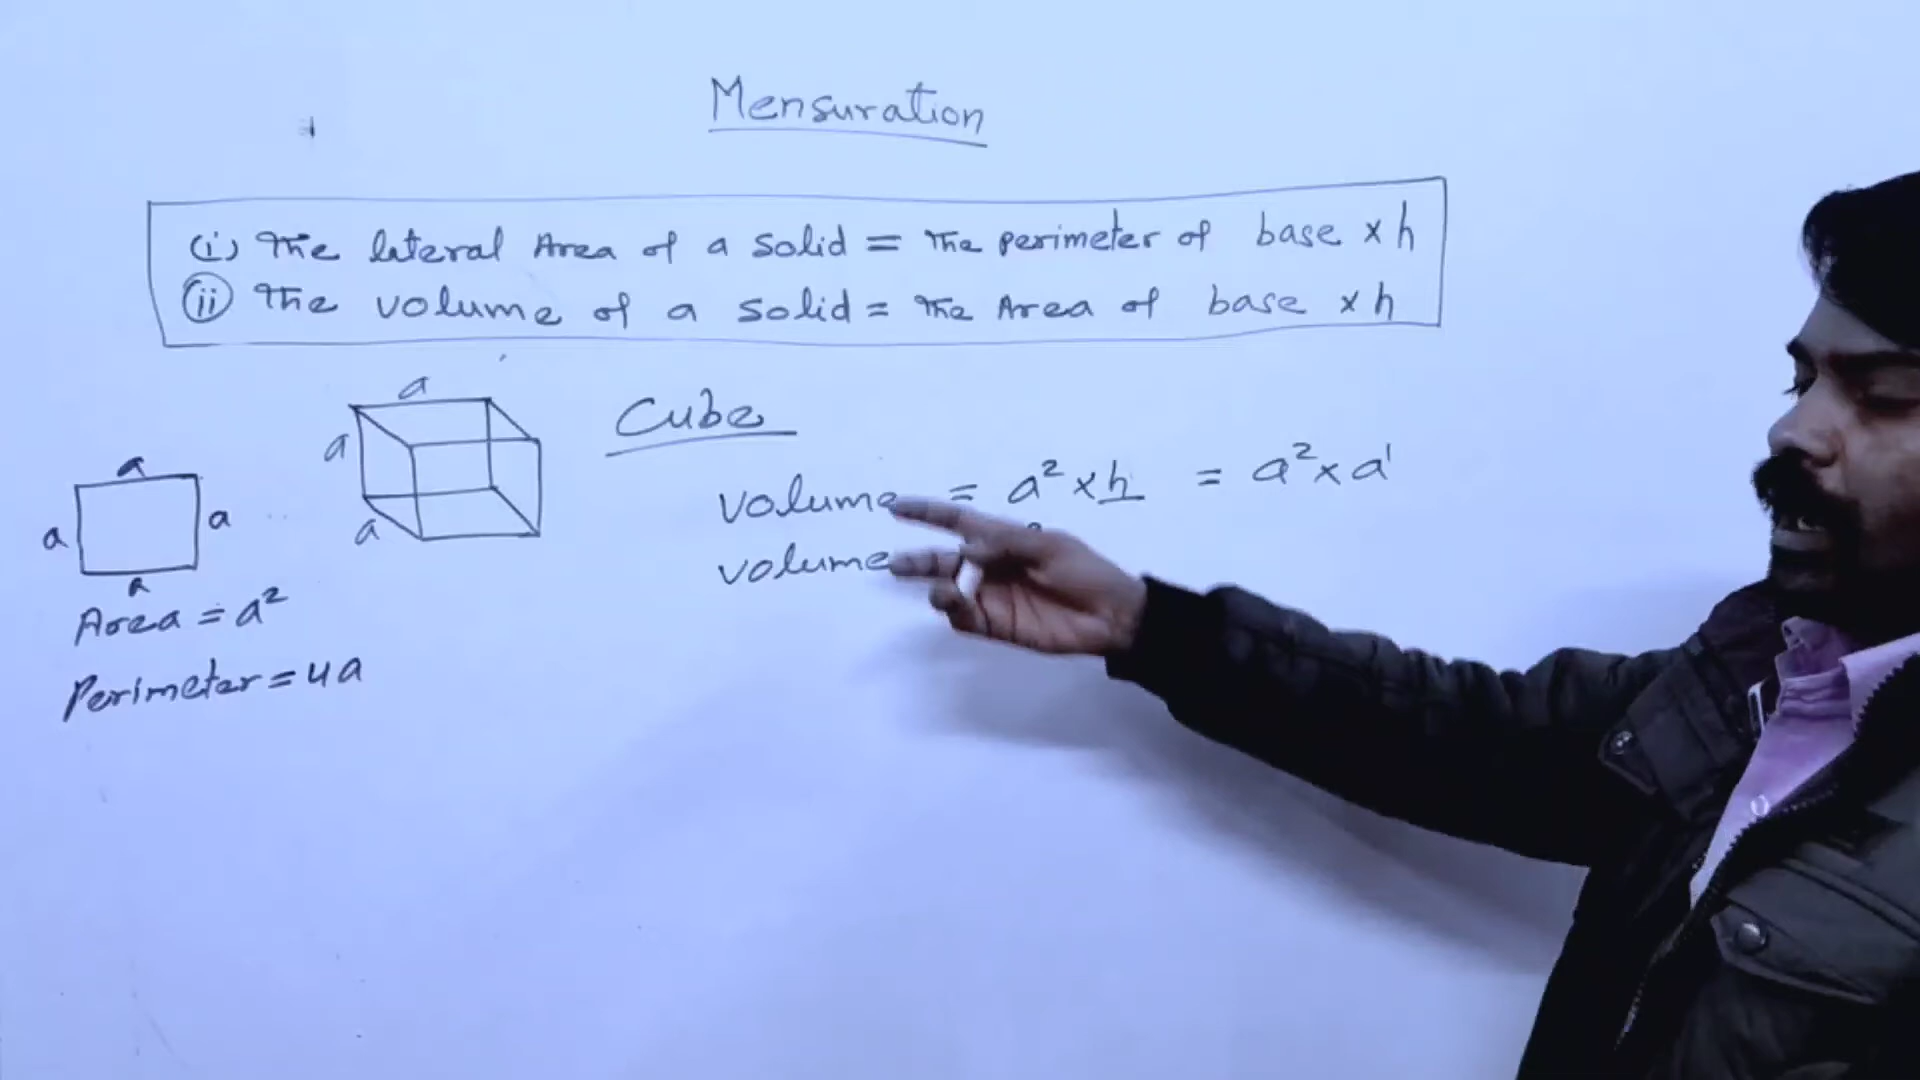 Mensuration
(i) The lateral Area of a solid = The perimeter of base × h
(ii) The volume of a solid = The Area of base × h
a
a
a
Cube
volume = a² × h = a² × a¹
volume
a
a
a
a
Area = a²
Perimeter = 4a